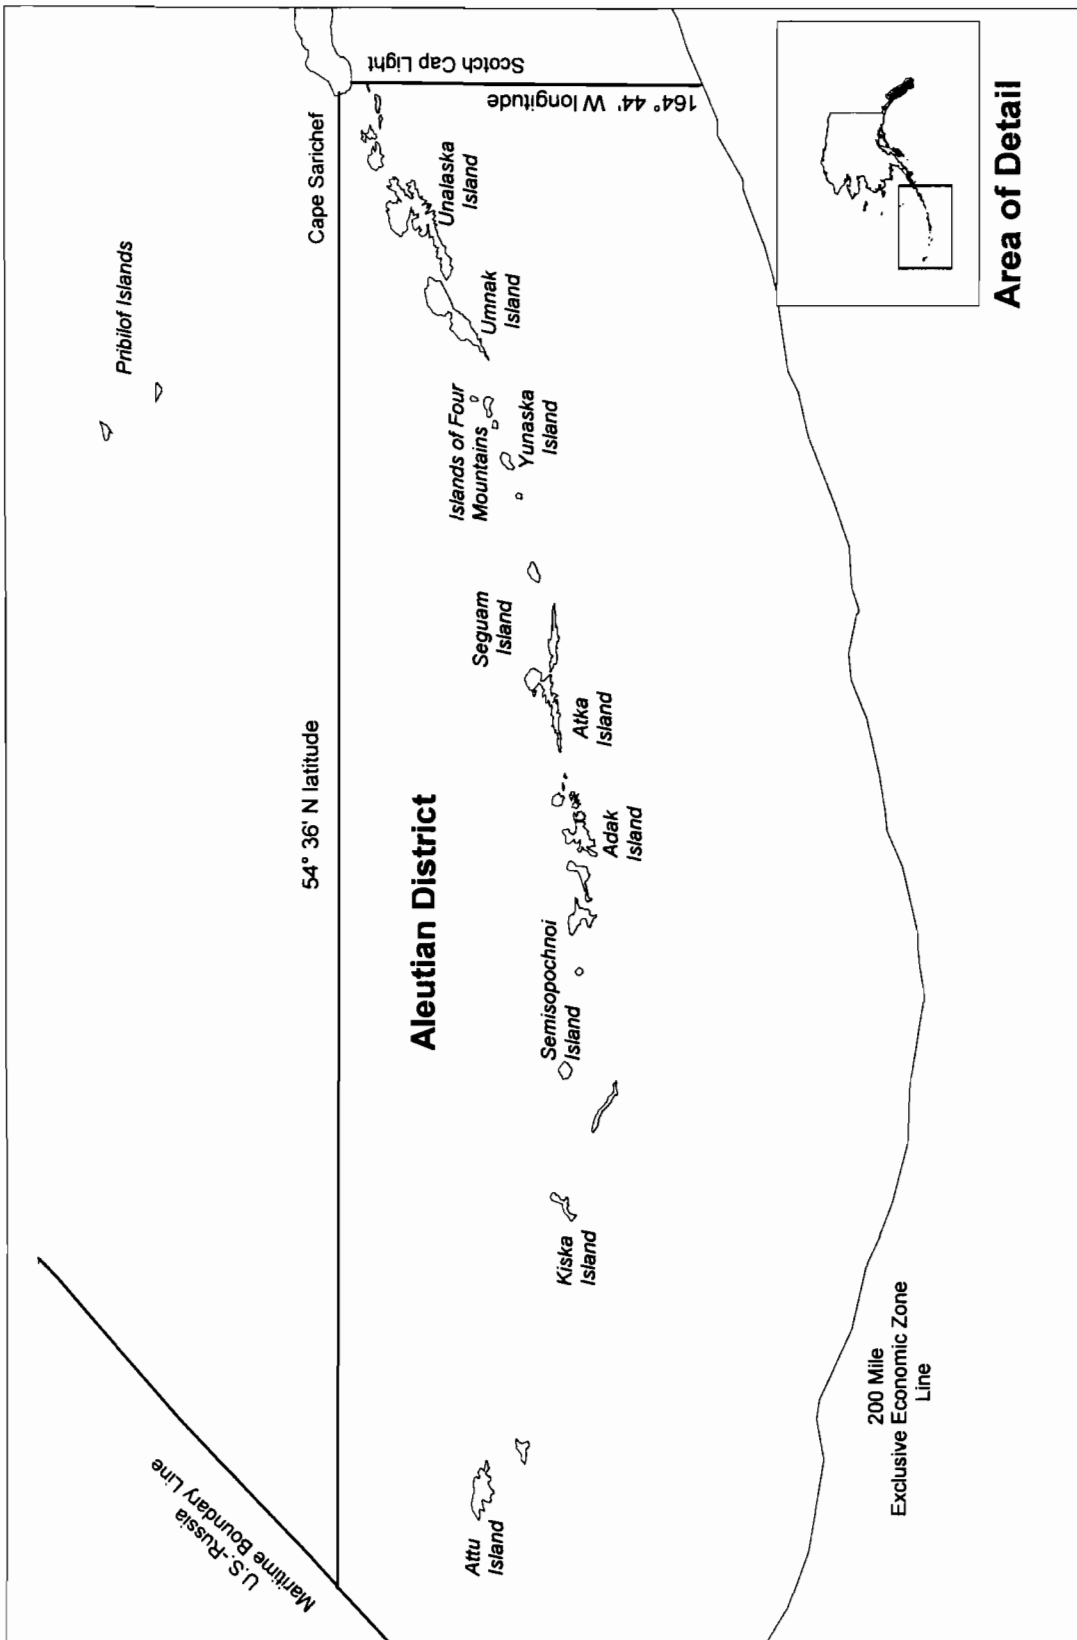 Pribilof Islands
Cape Sarichef
Scotch Cap Light
164° 44' W longitude
Unalaska
Island
Umnak
Island
Islands of Four
Mountains
Yunaska
Island
Seguam
Island
54° 36' N latitude
Atka
Island
Aleutian District
Adak
Island
Semisopochnoi
Island
Kiska
Island
U.S.-Russia
Maritime Boundary Line
Attu
Island
200 Mile
Exclusive Economic Zone
Line
Area of Detail